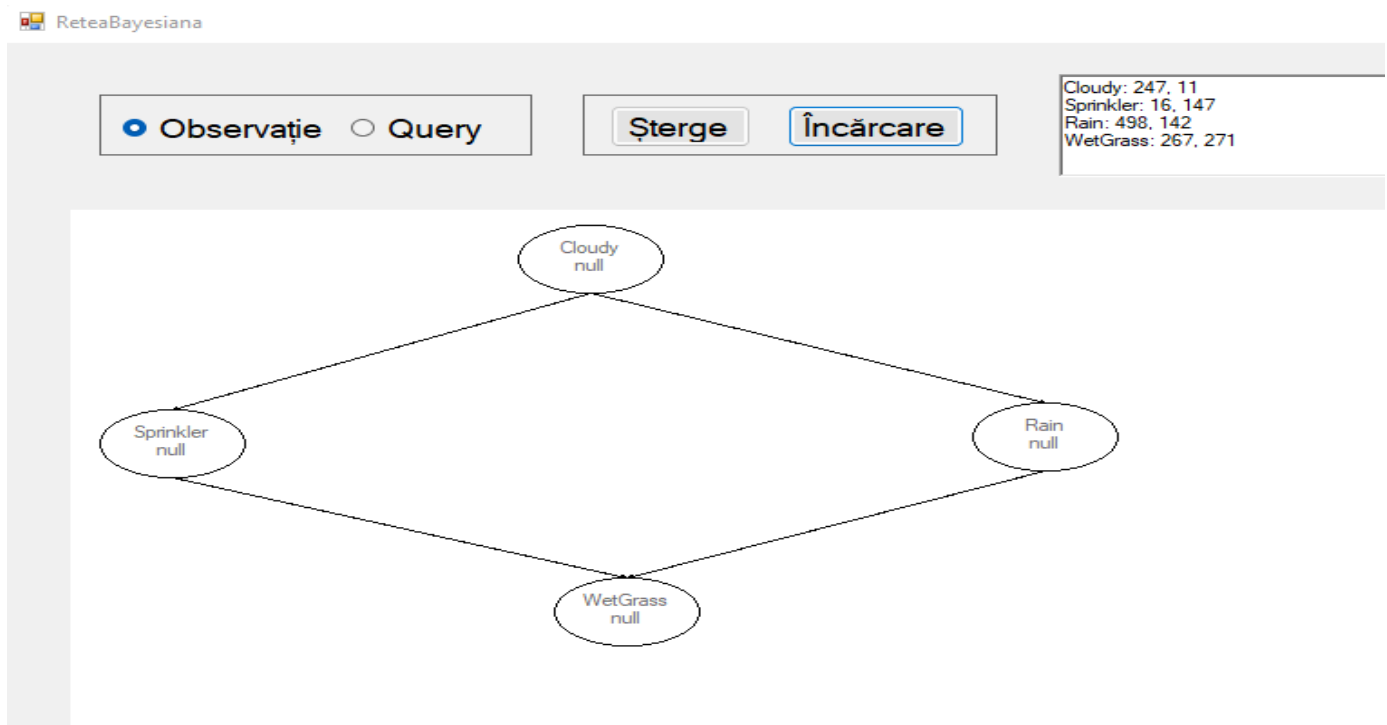 ReteaBayesiana
Observație
Query
Șterge
Încărcare
Cloudy: 247, 11
Sprinkler: 16, 147
Rain: 498, 142
WetGrass: 267, 271
Cloudy
null
Sprinkler
null
Rain
null
WetGrass
null